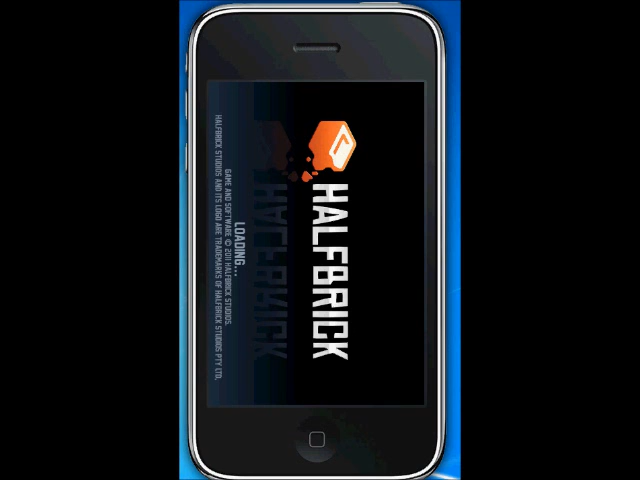 HALFBRICK
LOADING...
GAME AND SOFTWARE © 2011 HALFBRICK STUDIOS.
HALFBRICK STUDIOS AND ITS LOGO ARE TRADEMARKS OF HALFBRICK STUDIOS PTY LTD.